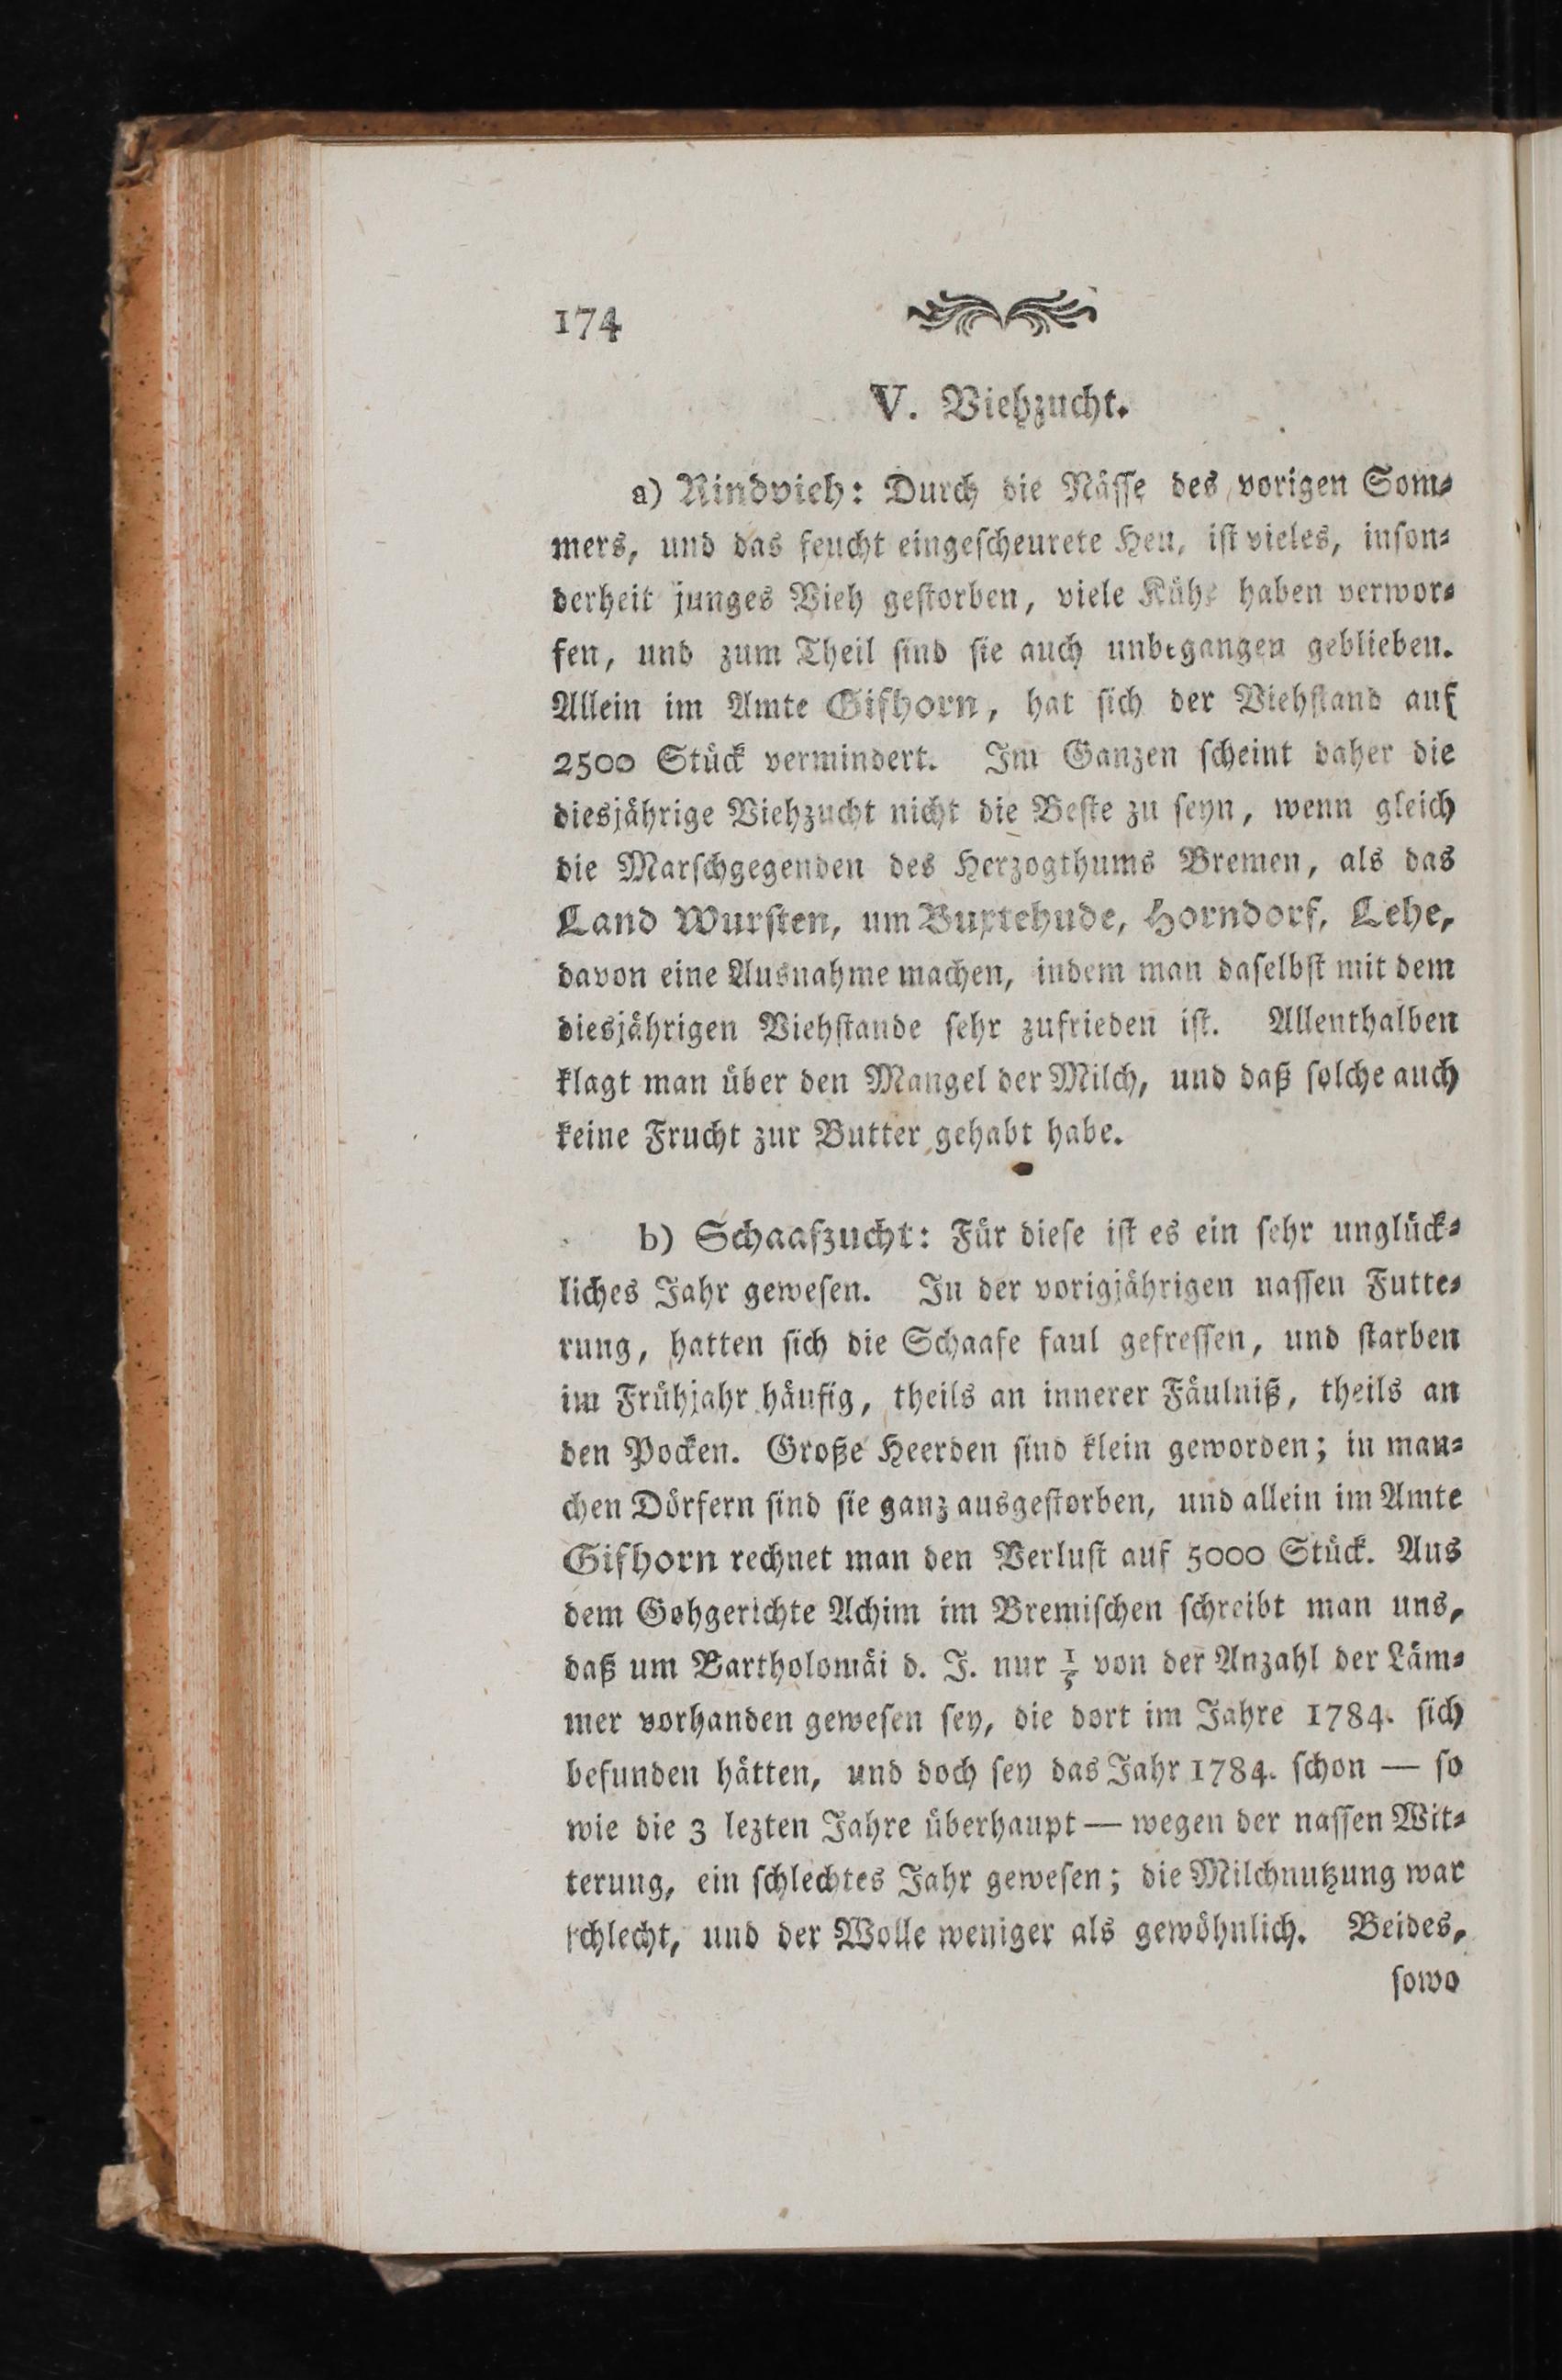 174
V. Viehzucht.
a) Rindvieh: Durch die Nässe des vorigen Som-
mers, und das feucht eingescheurete Heu, ist vieles, inson-
derheit junges Vieh gestorben, viele Kühe haben verwor-
fen, und zum Theil sind sie auch unbegangen geblieben.
Allein im Amte Gifhorn, hat sich der Viehstand auf
2500 Stück vermindert. Im Ganzen scheint daher die
diesjährige Viehzucht nicht die Beste zu seyn, wenn gleich
die Marschgegenden des Herzogthums Bremen, als das
Land Wursten, um Buxtehude, Horndorf, Lehe,
davon eine Ausnahme machen, indem man daselbst mit dem
diesjährigen Viehstande sehr zufrieden ist. Allenthalben
klagt man über den Mangel der Milch, und daß solche auch
keine Frucht zur Butter gehabt habe.
b) Schaafzucht: Für diese ist es ein sehr unglück-
liches Jahr gewesen. In der vorigjährigen nassen Futte-
rung, hatten sich die Schaafe faul gefressen, und starben
im Frühjahr häufig, theils an innerer Fäulniß, theils an
den Pocken. Große Heerden sind klein geworden; in man-
chen Dörfern sind sie ganz ausgestorben, und allein im Amte
Gifhorn rechnet man den Verlust auf 5000 Stück. Aus
dem Gohgerichte Achim im Bremischen schreibt man uns,
daß um Bartholomäi d. J. nur 1/5 von der Anzahl der Läm-
mer vorhanden gewesen sey, die dort im Jahre 1784. sich
befunden hätten, und doch sey das Jahr 1784. schon — so
wie die 3 lezten Jahre überhaupt — wegen der nassen Wit-
terung, ein schlechtes Jahr gewesen; die Milchnutzung war
schlecht, und der Wolle weniger als gewöhnlich. Beides,
sowo